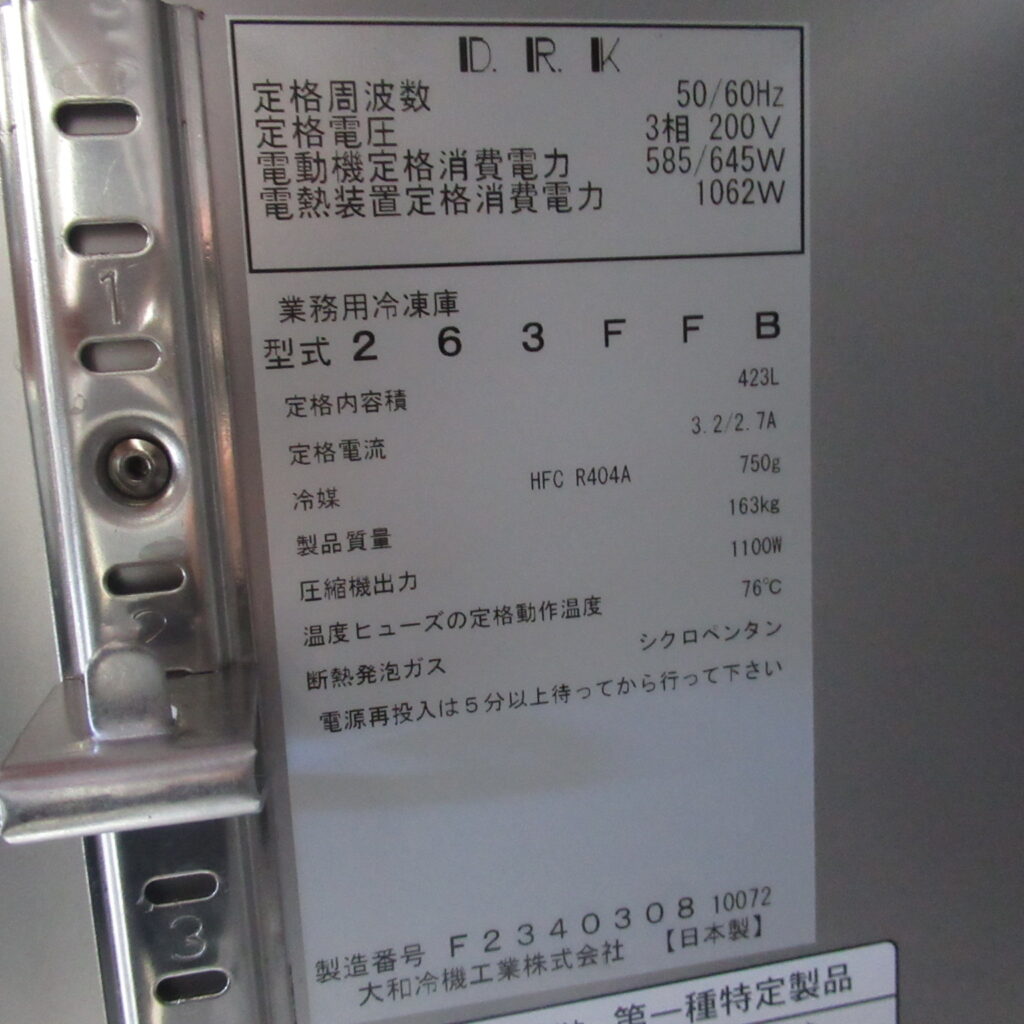 D.R.K
定格周波数 50/60Hz
定格電圧 3相 200V
電動機定格消費電力 585/645W
電熱装置定格消費電力 1062W
業務用冷凍庫
型式 263FFB
定格内容積 423L
定格電流 3.2/2.7A
冷媒 HFC R404A 750g
製品質量 163kg
圧縮機出力 1100W
温度ヒューズの定格動作温度 76℃
断熱発泡ガス シクロペンタン
電源再投入は5分以上待ってから行って下さい
製造番号 F2340308 10072
大和冷機工業株式会社 【日本製】
第一種特定製品
1
2
3